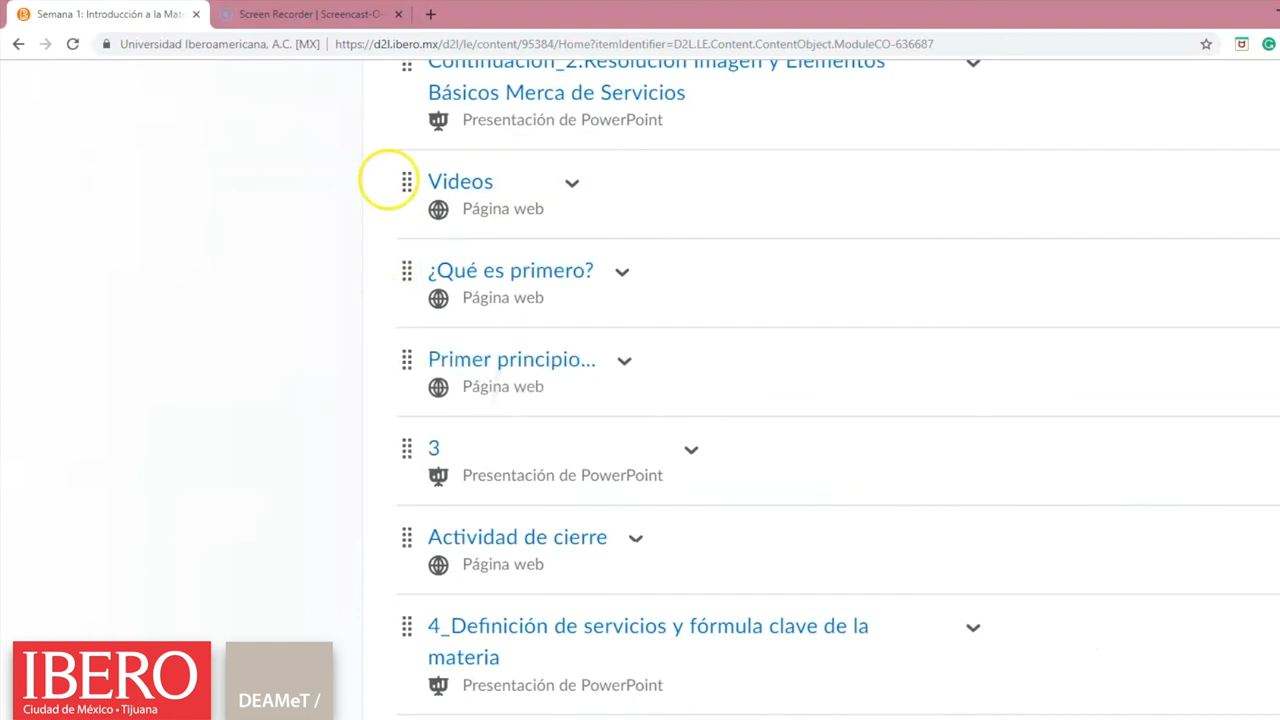 Semana 1: Introducción a la Mat
Screen Recorder | Screencast-O-
Universidad Iberoamericana, A.C. [MX]
https://d2l.ibero.mx/d2l/le/content/95384/Home?itemIdentifier=D2L.LE.Content.ContentObject.ModuleCO-636687
Continuación_2.Resolución Imagen y Elementos
Básicos Merca de Servicios
Presentación de PowerPoint
Videos
Página web
¿Qué es primero?
Página web
Primer principio...
Página web
3
Presentación de PowerPoint
Actividad de cierre
Página web
4_Definición de servicios y fórmula clave de la
materia
Presentación de PowerPoint
IBERO
Ciudad de México • Tijuana
DEAMeT /